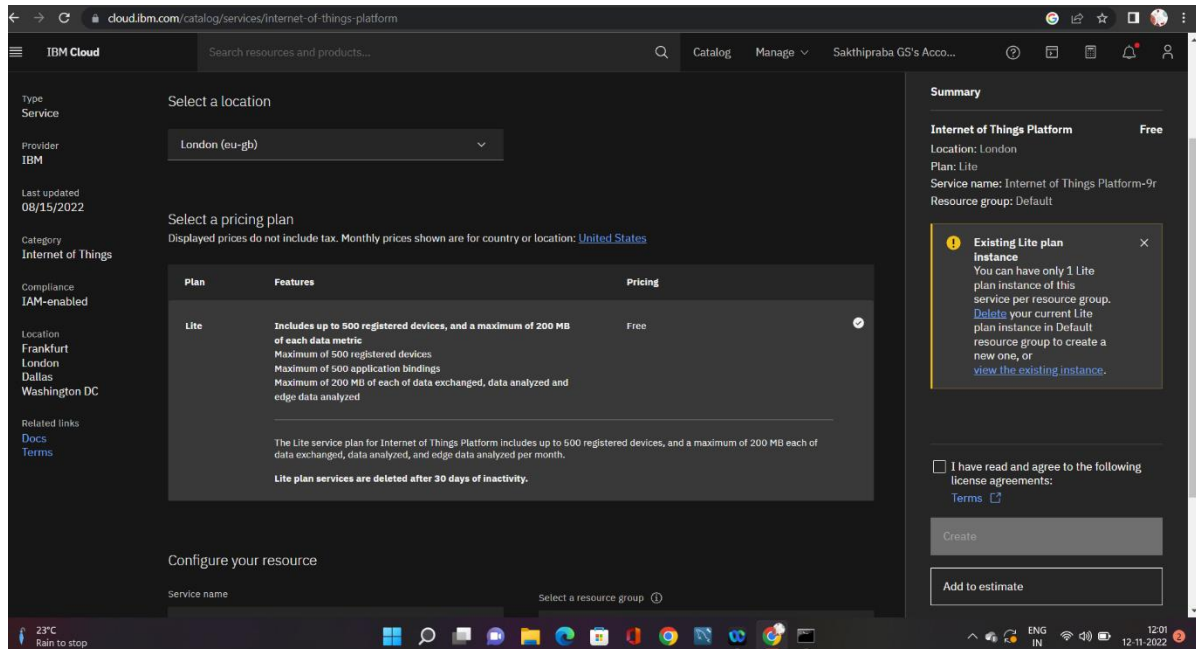 cloud.ibm.com/catalog/services/internet-of-things-platform
IBM Cloud
Search resources and products...
Catalog
Manage
Sakthipraba GS's Acco...
Type
Service
Provider
IBM
Last updated
08/15/2022
Category
Internet of Things
Compliance
IAM-enabled
Location
Frankfurt
London
Dallas
Washington DC
Related links
Docs
Terms
Select a location
London (eu-gb)
Select a pricing plan
Displayed prices do not include tax. Monthly prices shown are for country or location: United States
Plan Features Pricing
Lite
Includes up to 500 registered devices, and a maximum of 200 MB
of each data metric
Maximum of 500 registered devices
Maximum of 500 application bindings
Maximum of 200 MB of each of data exchanged, data analyzed and
edge data analyzed
Free
The Lite service plan for Internet of Things Platform includes up to 500 registered devices, and a maximum of 200 MB each of
data exchanged, data analyzed, and edge data analyzed per month.
Lite plan services are deleted after 30 days of inactivity.
Configure your resource
Service name
Select a resource group
Summary
Internet of Things Platform Free
Location: London
Plan: Lite
Service name: Internet of Things Platform-9r
Resource group: Default
Existing Lite plan
instance
You can have only 1 Lite
plan instance of this
service per resource group.
Delete your current Lite
plan instance in Default
resource group to create a
new one, or
view the existing instance.
I have read and agree to the following
license agreements:
Terms
Create
Add to estimate
23°C
Rain to stop
ENG
IN
12:01
12-11-2022
2